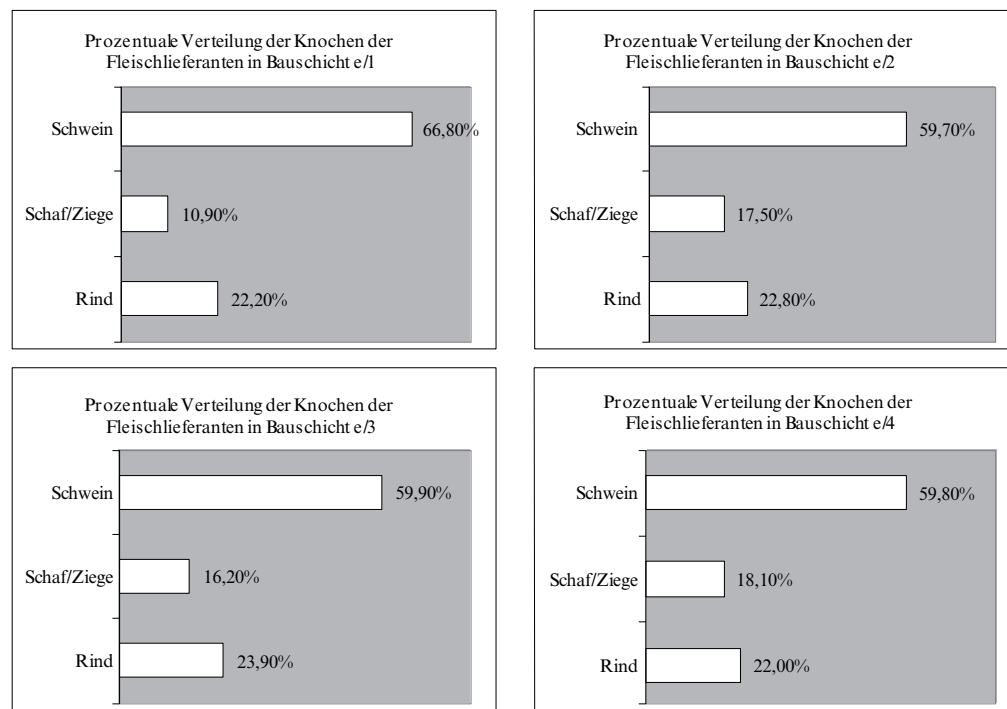 Prozentuale Verteilung der Knochen der
Fleischlieferanten in Bauschicht e/1
Schwein
66,80%
Schaf/Ziege
10,90%
Rind
22,20%
Prozentuale Verteilung der Knochen der
Fleischlieferanten in Bauschicht e/2
Schwein
59,70%
Schaf/Ziege
17,50%
Rind
22,80%
Prozentuale Verteilung der Knochen der
Fleischlieferanten in Bauschicht e/3
Schwein
59,90%
Schaf/Ziege
16,20%
Rind
23,90%
Prozentuale Verteilung der Knochen der
Fleischlieferanten in Bauschicht e/4
Schwein
59,80%
Schaf/Ziege
18,10%
Rind
22,00%